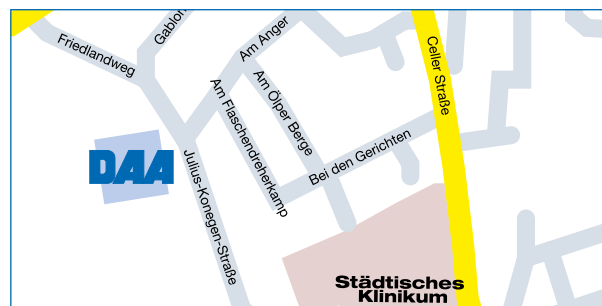 Friedlandweg
Gablon
Am Anger
Celler Straße
Am Ölper Berge
Am Flaschendreherkamp
Bei den Gerichten
DAA
Julius-Konegen-Straße
Städtisches
Klinikum